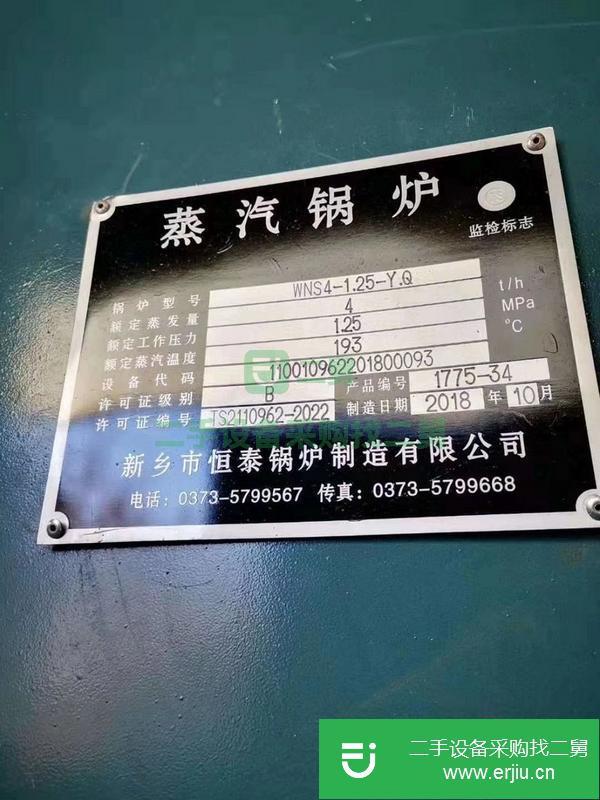 蒸汽锅炉
监检标志
锅炉型号 WNS4-1.25-Y.Q
额定蒸发量 4 t/h
额定工作压力 1.25 MPa
额定蒸汽温度 193 °C
设备代码 110010962201800093
许可证级别 B 产品编号 1775-34
许可证编号 TS2110962-2022 制造日期 2018 年 10 月
新乡市恒泰锅炉制造有限公司
电话: 0373-5799567 传真: 0373-5799668
二手设备采购找二舅
二手设备采购找二舅
www.erjiu.cn